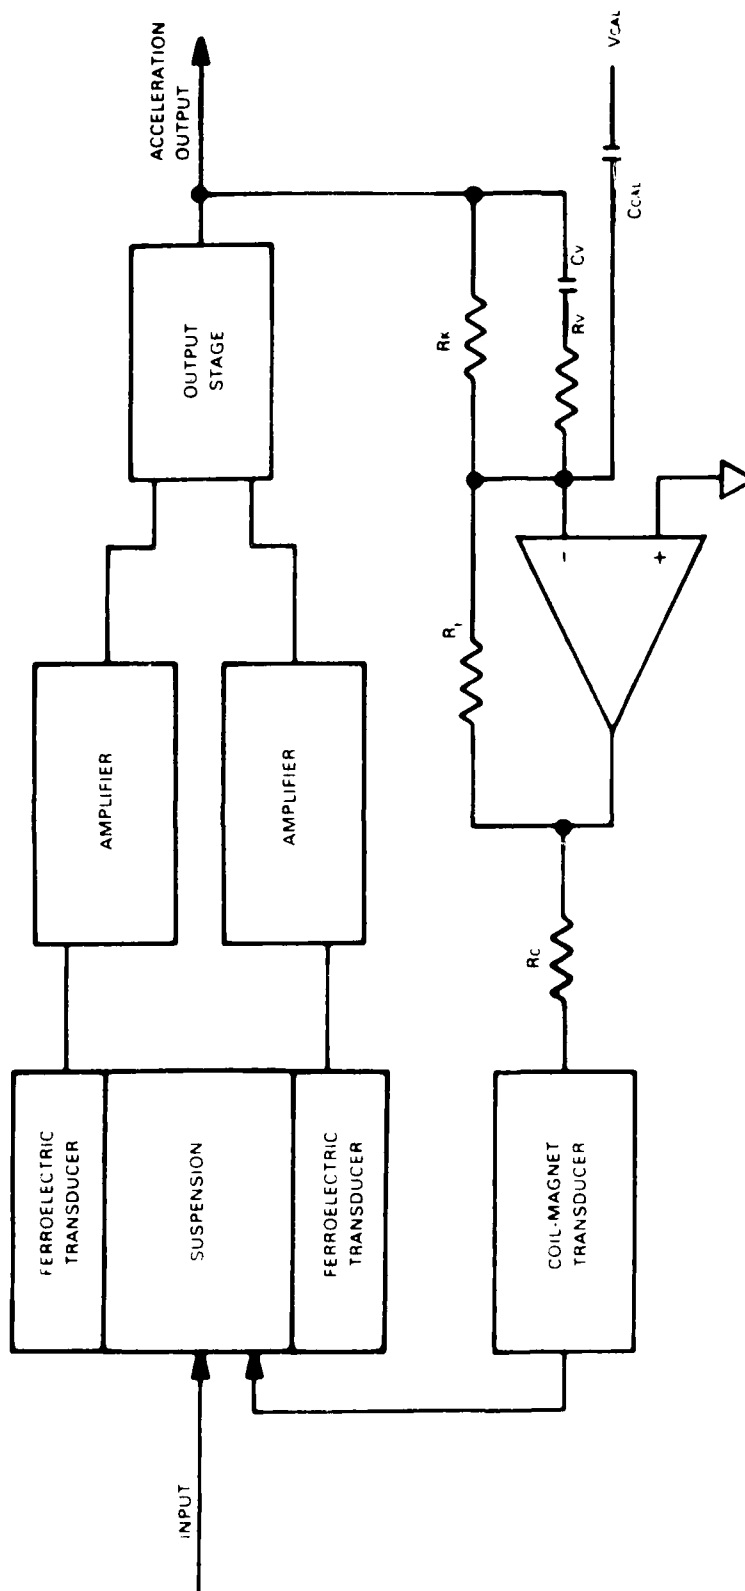 INPUT
FERROELECTRIC
TRANSDUCER
SUSPENSION
FERROELECTRIC
TRANSDUCER
AMPLIFIER
AMPLIFIER
OUTPUT
STAGE
ACCELERATION
OUTPUT
COIL-MAGNET
TRANSDUCER
RC
R1
-
+
RK
RV
CV
CCAL
VCAL